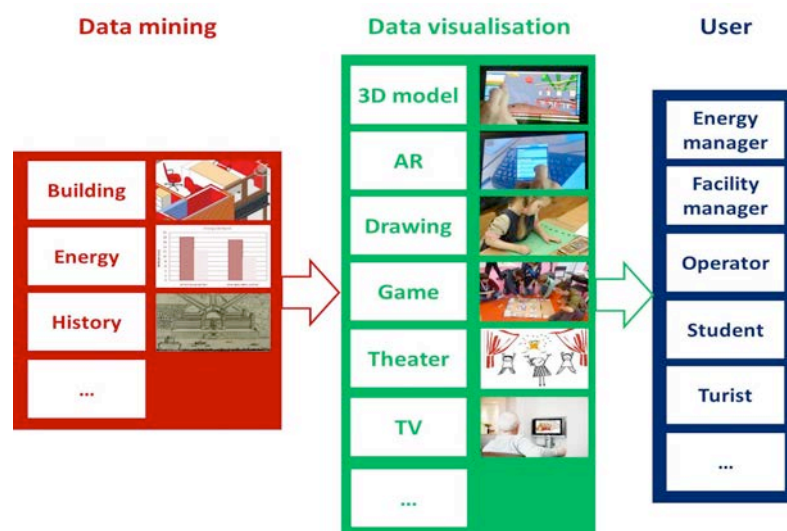 Data mining
Data visualisation
User
Building
Energy
History
...
3D model
AR
Drawing
Game
Theater
TV
...
Energy
manager
Facility
manager
Operator
Student
Turist
...